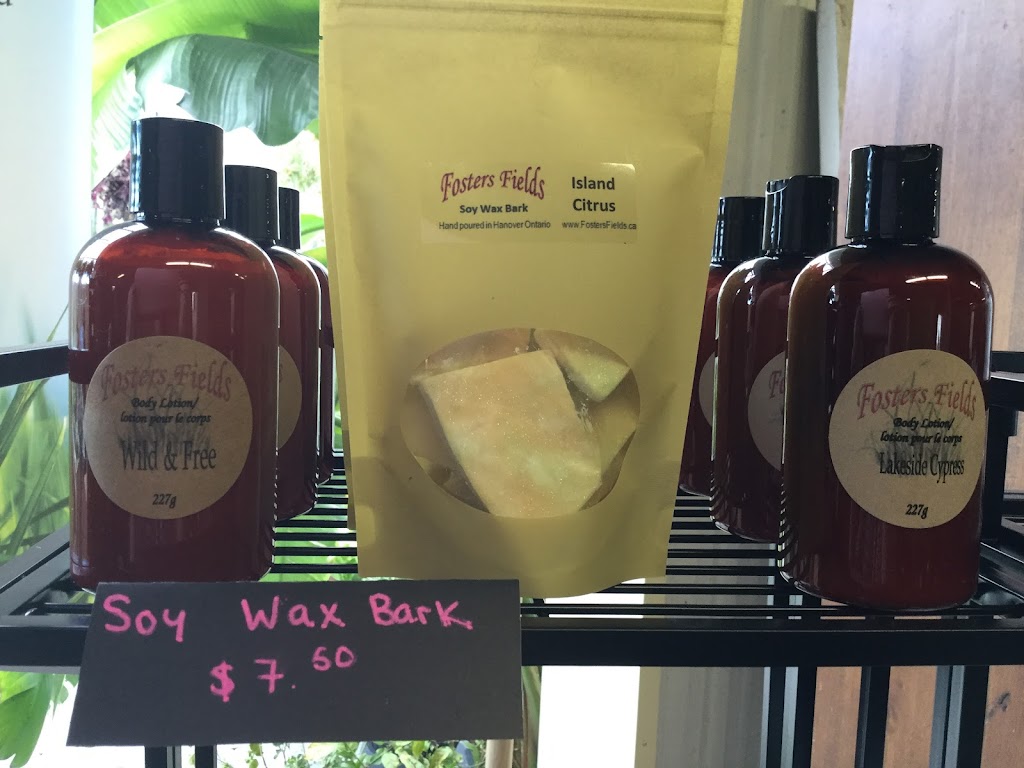 Fosters Fields
Soy Wax Bark
Hand poured in Hanover Ontario
Island
Citrus
www.FostersFields.ca
Fosters Fields
Body Lotion/
lotion pour le corps
Wild & Free
227g
Fosters Fields
Body Lotion/
lotion pour le corps
Lakeside Cypress
227g
Soy Wax Bark
$7.50